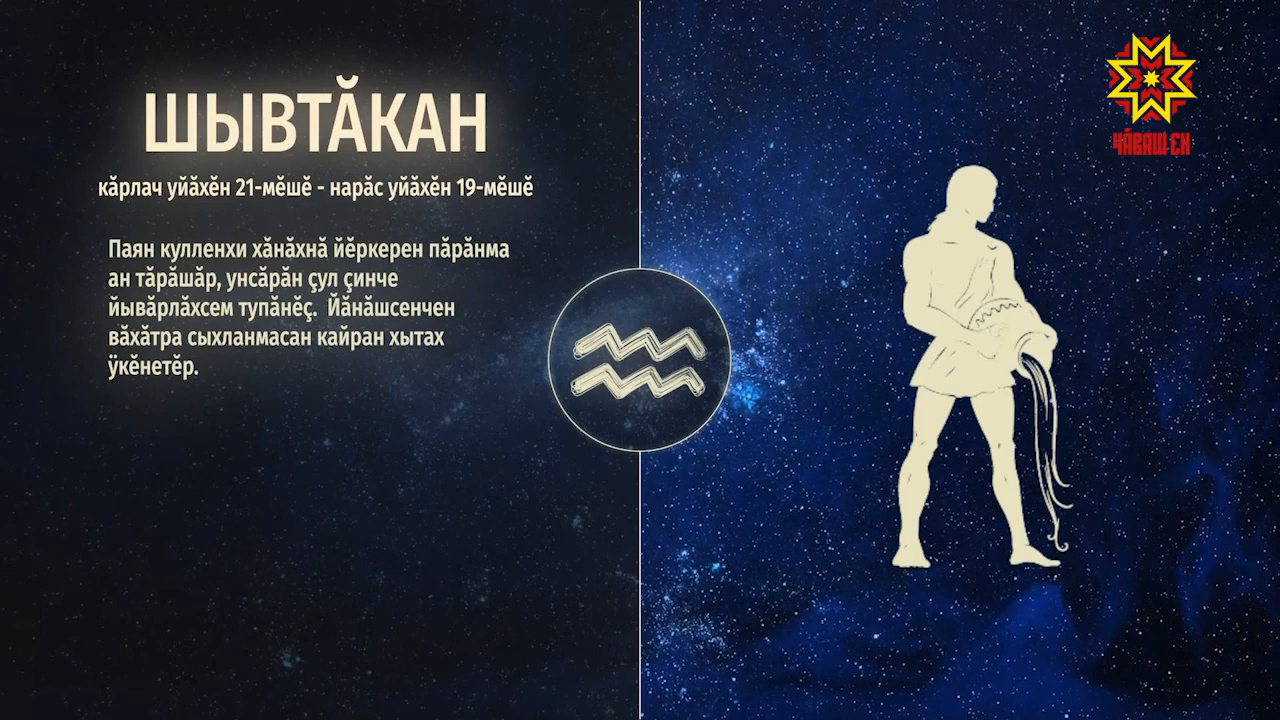 ШЫВТӐКАН
кӑрлач уйӑхӗн 21-мӗшӗ - нарӑс уйӑхӗн 19-мӗшӗ
Паян кулленхи хӑнӑхнӑ йӗркерен пӑрӑнма
ан тӑрӑшӑр, унсӑрӑн ҫул ҫинче
йывӑрлӑхсем тупӑнӗҫ. Йӑнӑшсенчен
вӑхӑтра сыхланмасан кайран хытах
ӳкӗнетӗр.
ЧӐВАШ ЕН